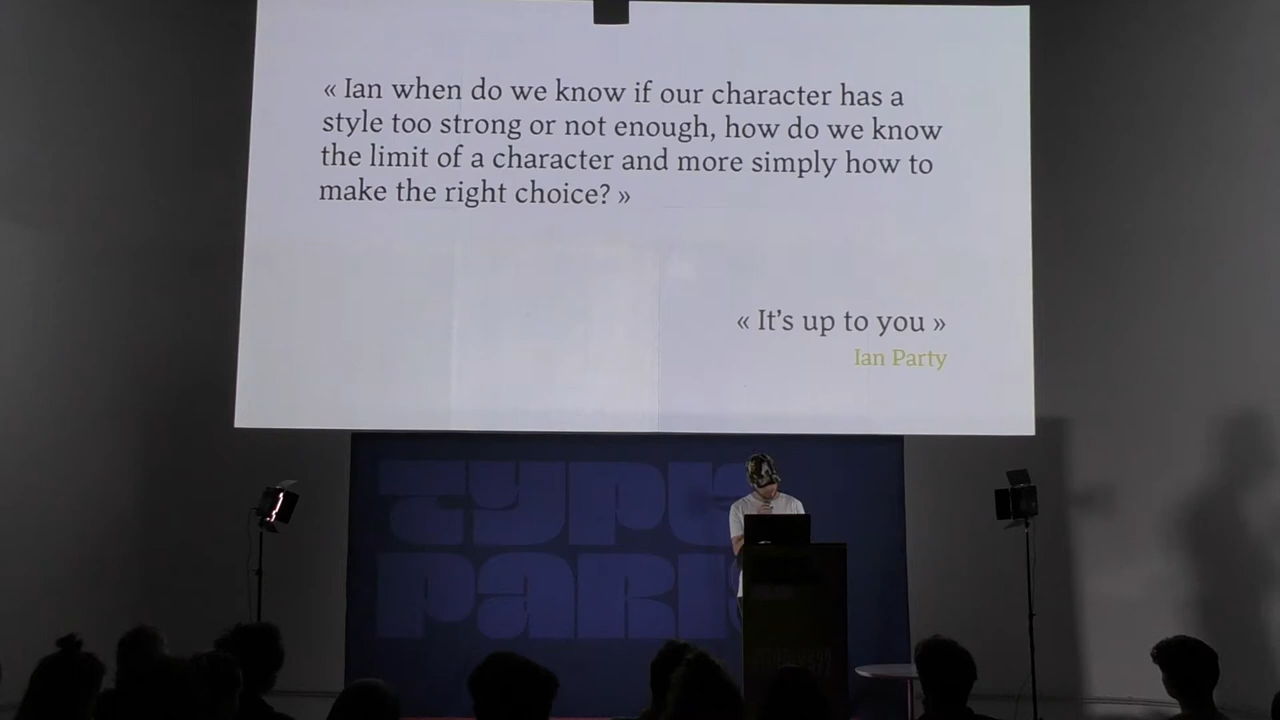 « Ian when do we know if our character has a
style too strong or not enough, how do we know
the limit of a character and more simply how to
make the right choice? »
« It's up to you »
Ian Party
TYPE
PARIS